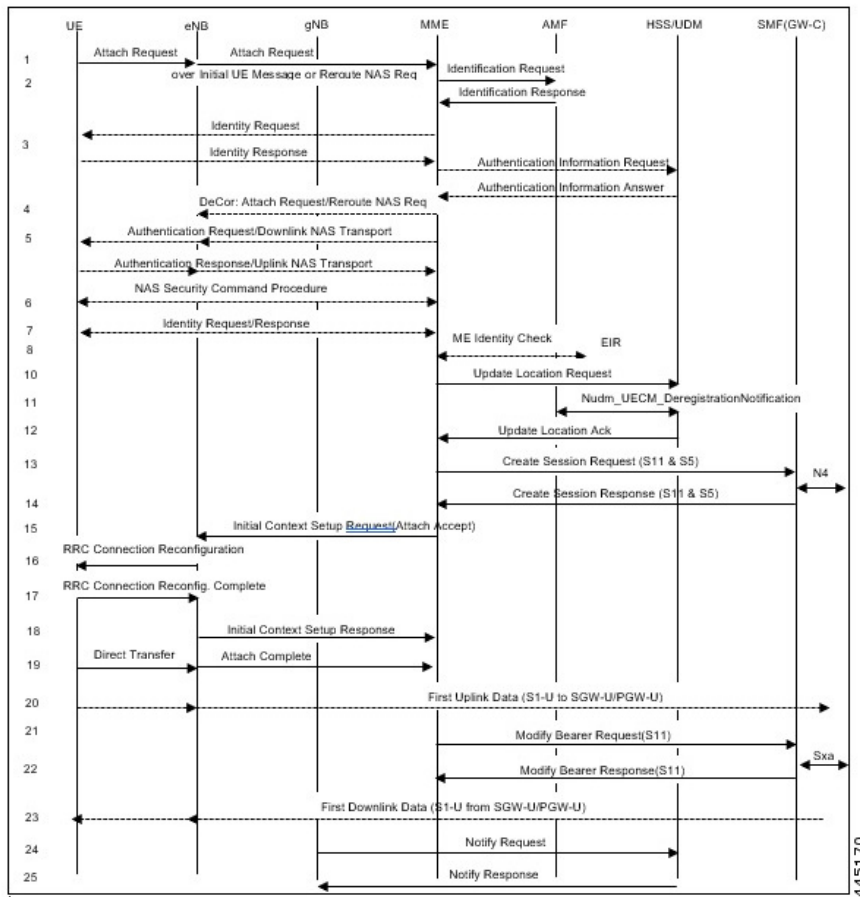 UE eNB gNB MME AMF HSS/UDM SMF(GW-C)
1 Attach Request Attach Request
over Initial UE Message or Reroute NAS Req
2 Identification Request
Identification Response
Identity Request
3
Identity Response
Authentication Information Request
Authentication Information Answer
4 DeCor: Attach Request/Reroute NAS Req
5 Authentication Request/Downlink NAS Transport
Authentication Response/Uplink NAS Transport
6 NAS Security Command Procedure
7 Identity Request/Response
8 ME Identity Check EIR
10 Update Location Request
11 Nudm_UECM_DeregistrationNotification
12 Update Location Ack
13 Create Session Request (S11 & S5)
N4
14 Create Session Response (S11 & S5)
15 Initial Context Setup Request(Attach Accept)
16 RRC Connection Reconfiguration
17 RRC Connection Reconfig. Complete
18 Initial Context Setup Response
19 Direct Transfer Attach Complete
20 First Uplink Data (S1-U to SGW-U/PGW-U)
21 Modify Bearer Request(S11)
Sxa
22 Modify Bearer Response(S11)
23 First Downlink Data (S1-U from SGW-U/PGW-U)
24 Notify Request
25 Notify Response
445170